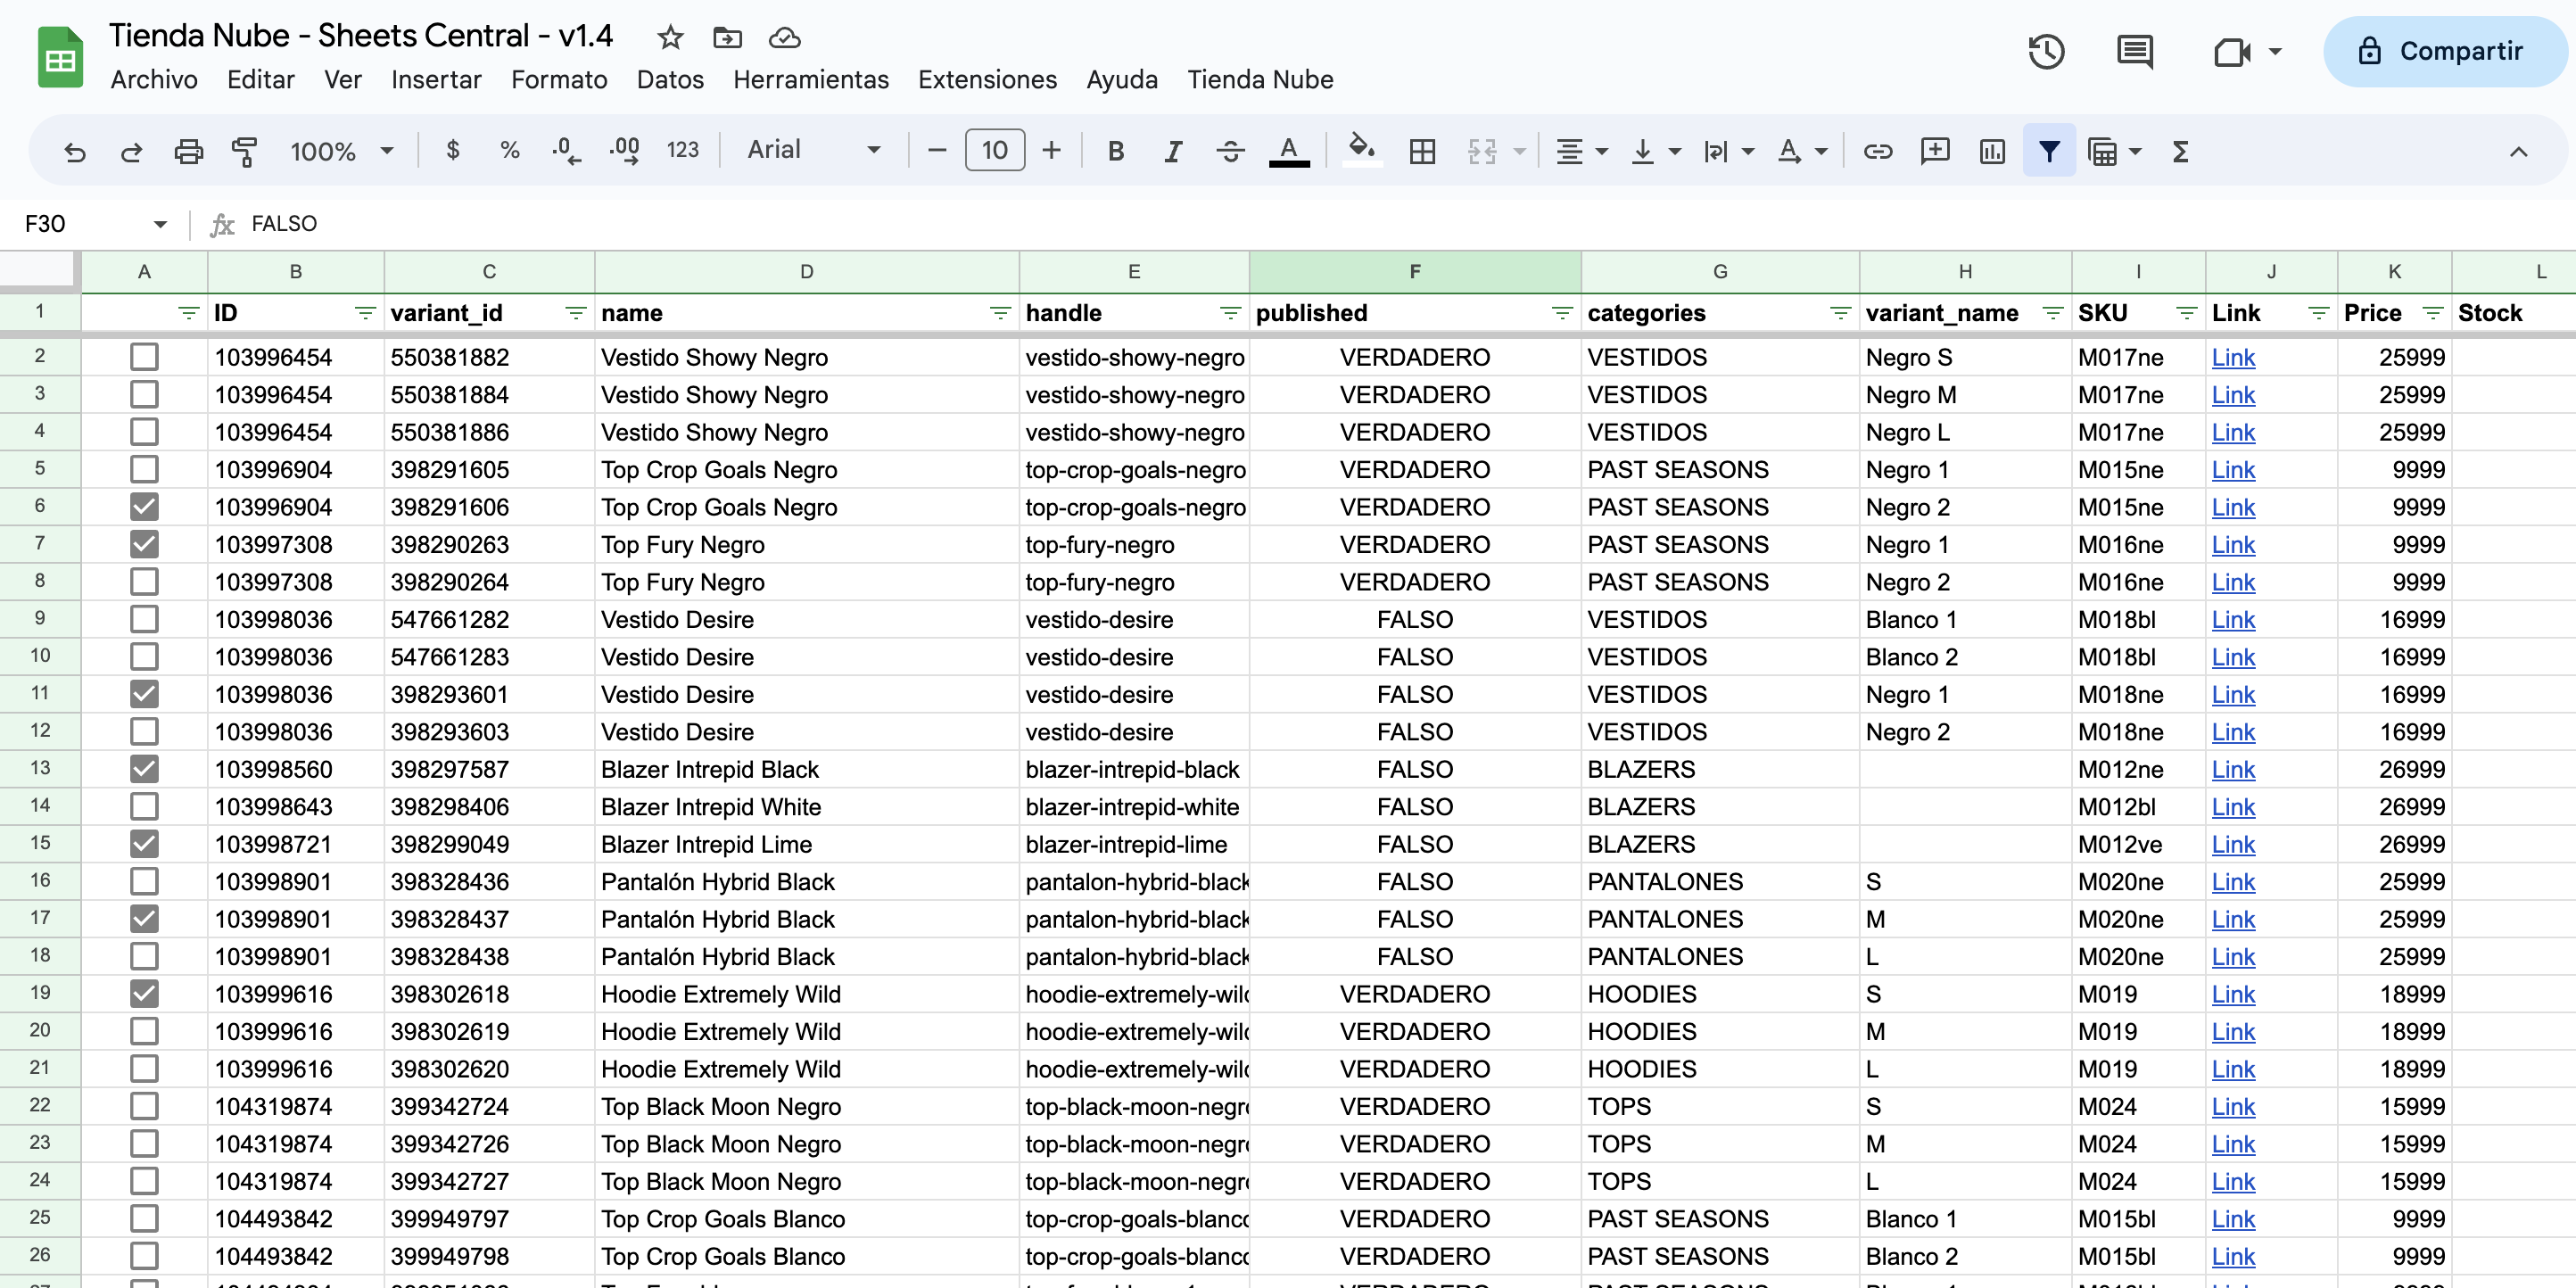 Tienda Nube - Sheets Central - v1.4
Archivo Editar Ver Insertar Formato Datos Herramientas Extensiones Ayuda Tienda Nube
Compartir
100% $ % .0 .00 123 Arial 10 B I S A A Σ
F30 fx FALSO
A B C D E F G H I J K L
1 ID variant_id name handle published categories variant_name SKU Link Price Stock
2 103996454 550381882 Vestido Showy Negro vestido-showy-negro VERDADERO VESTIDOS Negro S M017ne Link 25999
3 103996454 550381884 Vestido Showy Negro vestido-showy-negro VERDADERO VESTIDOS Negro M M017ne Link 25999
4 103996454 550381886 Vestido Showy Negro vestido-showy-negro VERDADERO VESTIDOS Negro L M017ne Link 25999
5 103996904 398291605 Top Crop Goals Negro top-crop-goals-negro VERDADERO PAST SEASONS Negro 1 M015ne Link 9999
6 103996904 398291606 Top Crop Goals Negro top-crop-goals-negro VERDADERO PAST SEASONS Negro 2 M015ne Link 9999
7 103997308 398290263 Top Fury Negro top-fury-negro VERDADERO PAST SEASONS Negro 1 M016ne Link 9999
8 103997308 398290264 Top Fury Negro top-fury-negro VERDADERO PAST SEASONS Negro 2 M016ne Link 9999
9 103998036 547661282 Vestido Desire vestido-desire FALSO VESTIDOS Blanco 1 M018bl Link 16999
10 103998036 547661283 Vestido Desire vestido-desire FALSO VESTIDOS Blanco 2 M018bl Link 16999
11 103998036 398293601 Vestido Desire vestido-desire FALSO VESTIDOS Negro 1 M018ne Link 16999
12 103998036 398293603 Vestido Desire vestido-desire FALSO VESTIDOS Negro 2 M018ne Link 16999
13 103998560 398297587 Blazer Intrepid Black blazer-intrepid-black FALSO BLAZERS M012ne Link 26999
14 103998643 398298406 Blazer Intrepid White blazer-intrepid-white FALSO BLAZERS M012bl Link 26999
15 103998721 398299049 Blazer Intrepid Lime blazer-intrepid-lime FALSO BLAZERS M012ve Link 26999
16 103998901 398328436 Pantalón Hybrid Black pantalon-hybrid-black FALSO PANTALONES S M020ne Link 25999
17 103998901 398328437 Pantalón Hybrid Black pantalon-hybrid-black FALSO PANTALONES M M020ne Link 25999
18 103998901 398328438 Pantalón Hybrid Black pantalon-hybrid-black FALSO PANTALONES L M020ne Link 25999
19 103999616 398302618 Hoodie Extremely Wild hoodie-extremely-wild VERDADERO HOODIES S M019 Link 18999
20 103999616 398302619 Hoodie Extremely Wild hoodie-extremely-wild VERDADERO HOODIES M M019 Link 18999
21 103999616 398302620 Hoodie Extremely Wild hoodie-extremely-wild VERDADERO HOODIES L M019 Link 18999
22 104319874 399342724 Top Black Moon Negro top-black-moon-negro VERDADERO TOPS S M024 Link 15999
23 104319874 399342726 Top Black Moon Negro top-black-moon-negro VERDADERO TOPS M M024 Link 15999
24 104319874 399342727 Top Black Moon Negro top-black-moon-negro VERDADERO TOPS L M024 Link 15999
25 104493842 399949797 Top Crop Goals Blanco top-crop-goals-blanco VERDADERO PAST SEASONS Blanco 1 M015bl Link 9999
26 104493842 399949798 Top Crop Goals Blanco top-crop-goals-blanco VERDADERO PAST SEASONS Blanco 2 M015bl Link 9999